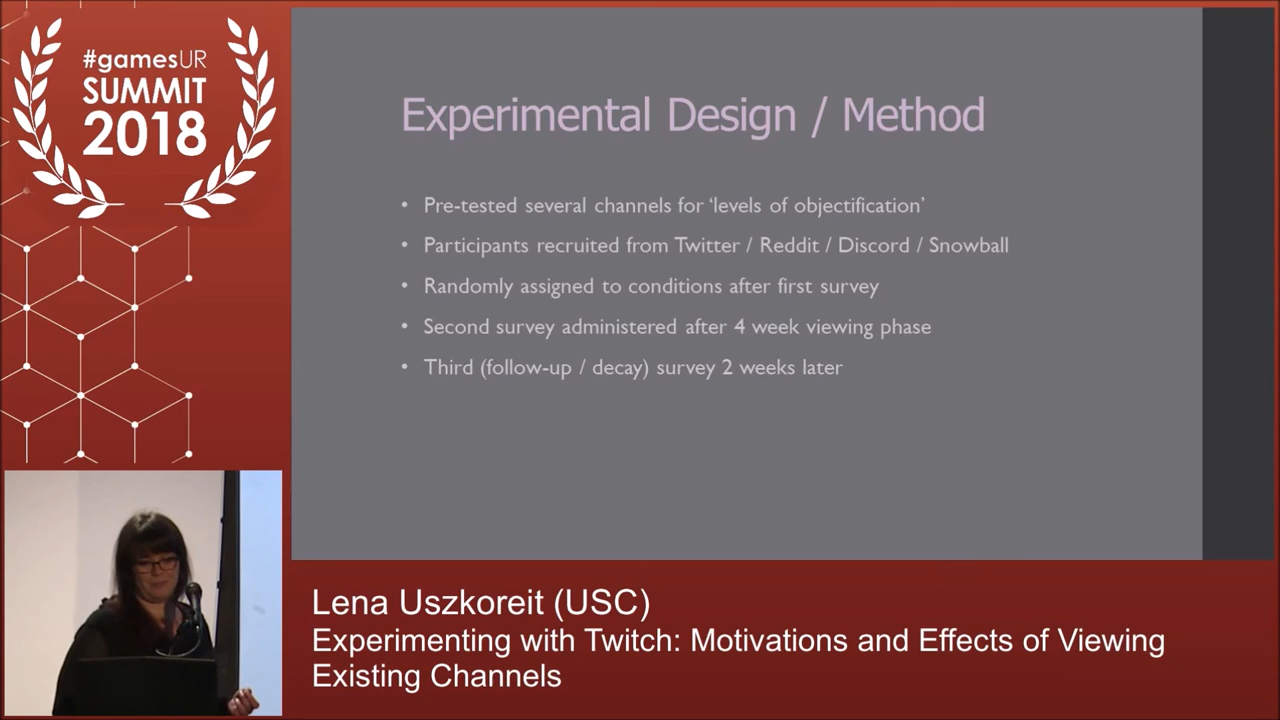 #gamesUR
SUMMIT
2018
Experimental Design / Method
• Pre-tested several channels for ‘levels of objectification’
• Participants recruited from Twitter / Reddit / Discord / Snowball
• Randomly assigned to conditions after first survey
• Second survey administered after 4 week viewing phase
• Third (follow-up / decay) survey 2 weeks later
Lena Uszkoreit (USC)
Experimenting with Twitch: Motivations and Effects of Viewing
Existing Channels